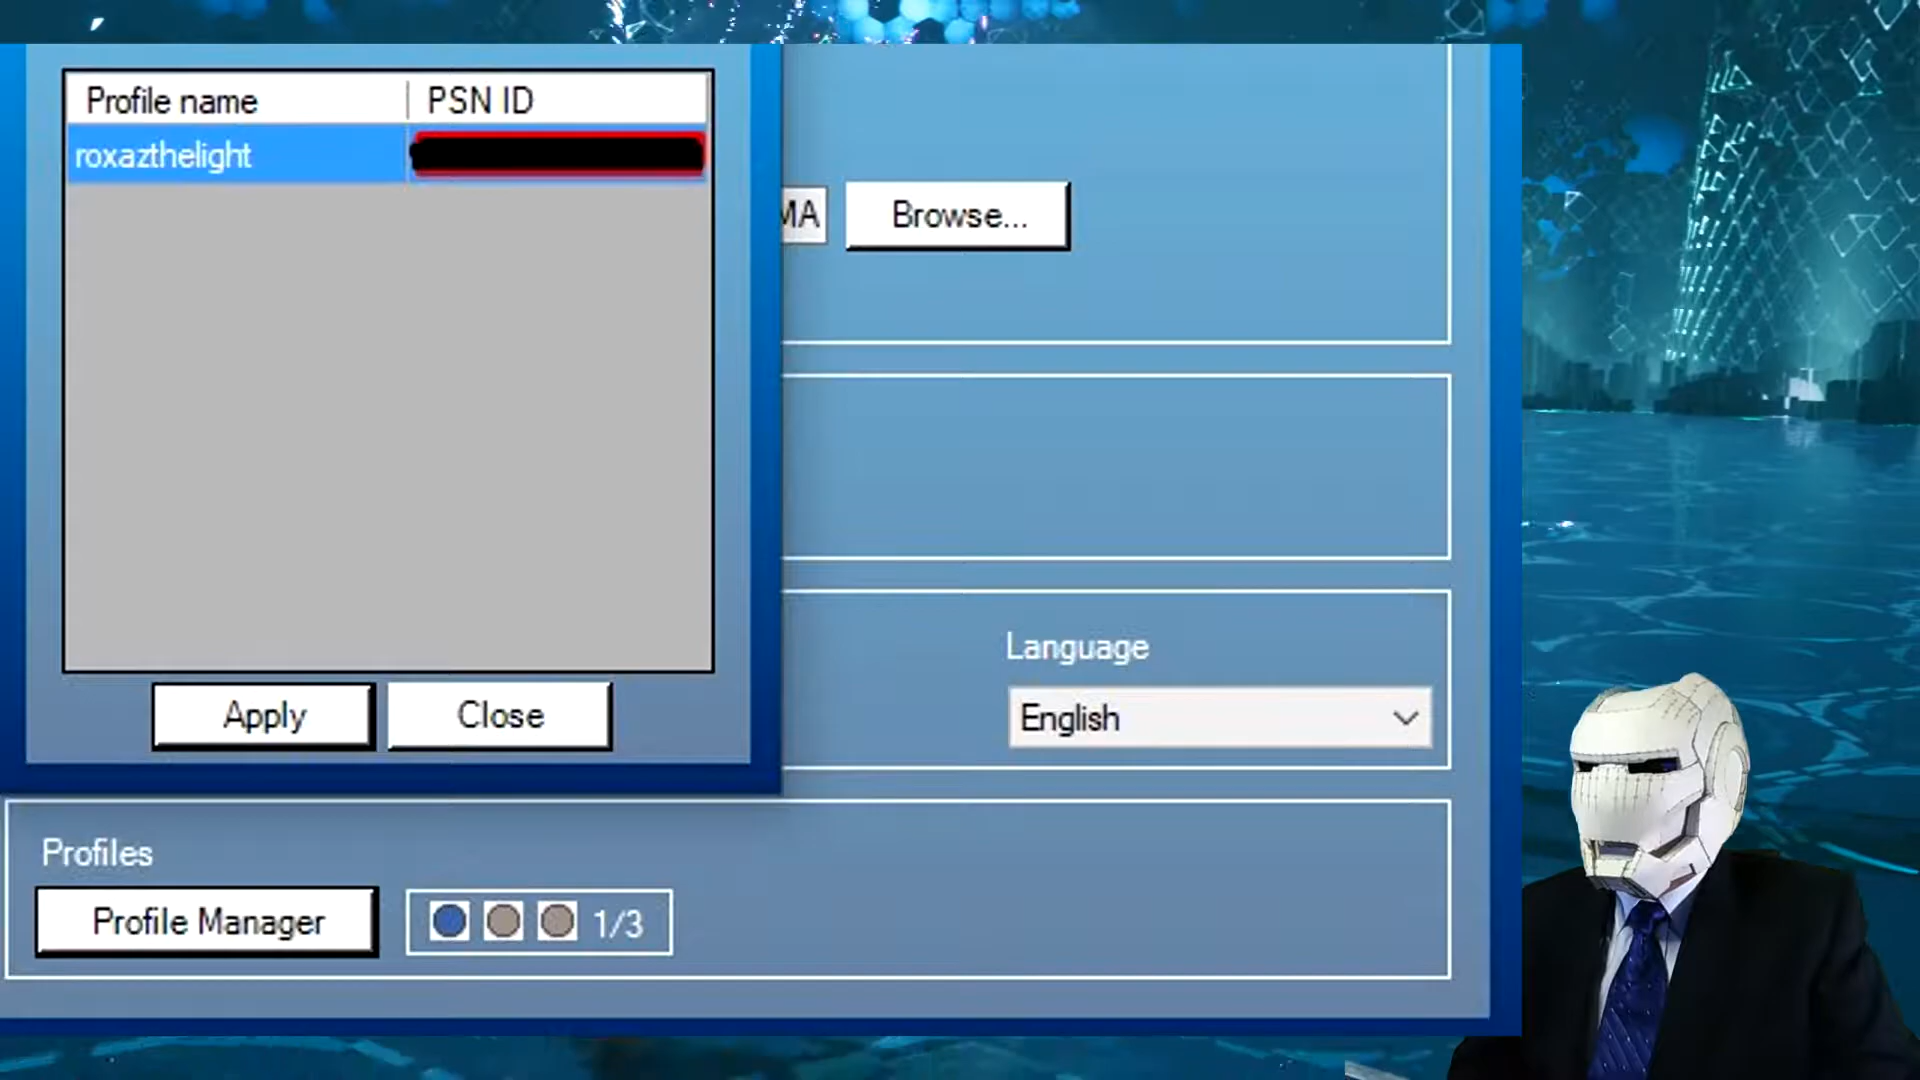 Profile name PSN ID
roxazthelight
MA Browse...
Apply Close
Language
English
Profiles
Profile Manager 1/3